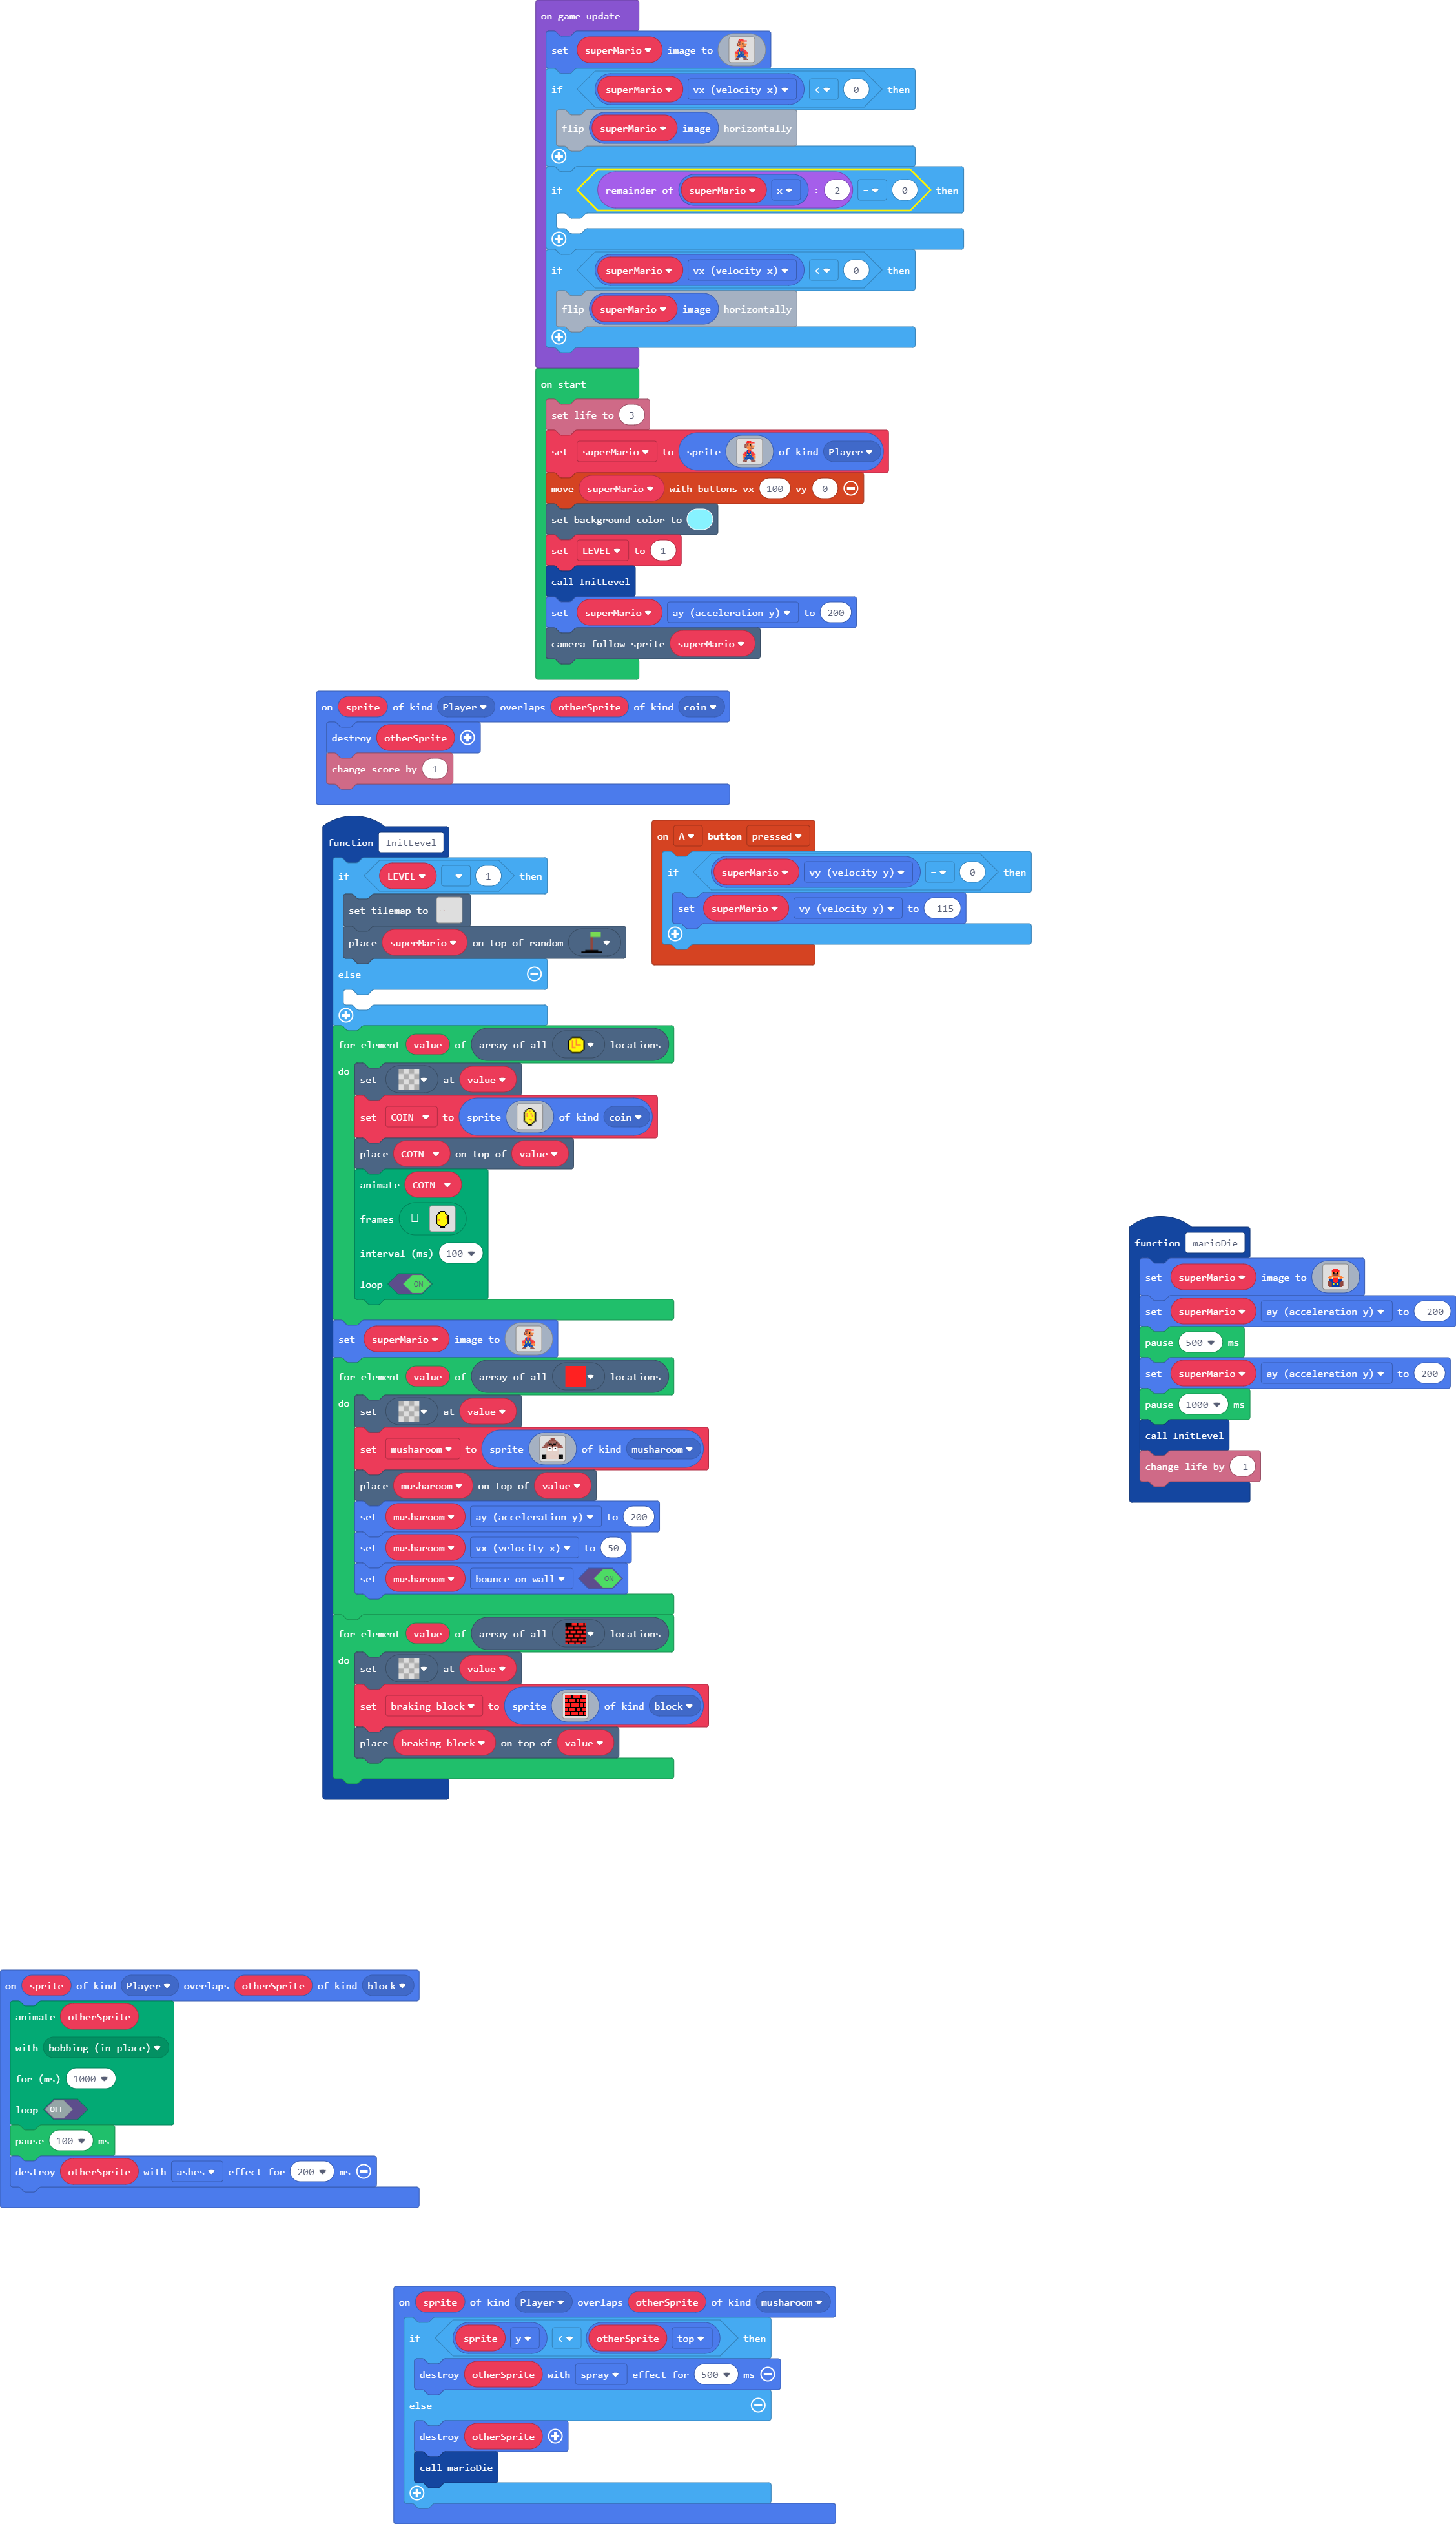 on game update
set superMario image to
if superMario vx (velocity x) < 0 then
flip superMario image horizontally
if remainder of superMario x ÷ 2 = 0 then
if superMario vx (velocity x) < 0 then
flip superMario image horizontally
on start
set life to 3
set superMario to sprite of kind Player
move superMario with buttons vx 100 vy 0
set background color to
set LEVEL to 1
call InitLevel
set superMario ay (acceleration y) to 200
camera follow sprite superMario
on sprite of kind Player overlaps otherSprite of kind coin
destroy otherSprite
change score by 1
function InitLevel
if LEVEL = 1 then
set tilemap to
place superMario on top of random
else
for element value of array of all locations
do
set at value
set COIN_ to sprite of kind coin
place COIN_ on top of value
animate COIN_
frames
interval (ms) 100
loop ON
set superMario image to
for element value of array of all locations
do
set at value
set musharoom to sprite of kind musharoom
place musharoom on top of value
set musharoom ay (acceleration y) to 200
set musharoom vx (velocity x) to 50
set musharoom bounce on wall ON
for element value of array of all locations
do
set at value
set braking block to sprite of kind block
place braking block on top of value
on A button pressed
if superMario vy (velocity y) = 0 then
set superMario vy (velocity y) to -115
function marioDie
set superMario image to
set superMario ay (acceleration y) to -200
pause 500 ms
set superMario ay (acceleration y) to 200
pause 1000 ms
call InitLevel
change life by -1
on sprite of kind Player overlaps otherSprite of kind block
animate otherSprite
with bobbing (in place)
for (ms) 1000
loop OFF
pause 100 ms
destroy otherSprite with ashes effect for 200 ms
on sprite of kind Player overlaps otherSprite of kind musharoom
if sprite y < otherSprite top then
destroy otherSprite with spray effect for 500 ms
else
destroy otherSprite
call marioDie